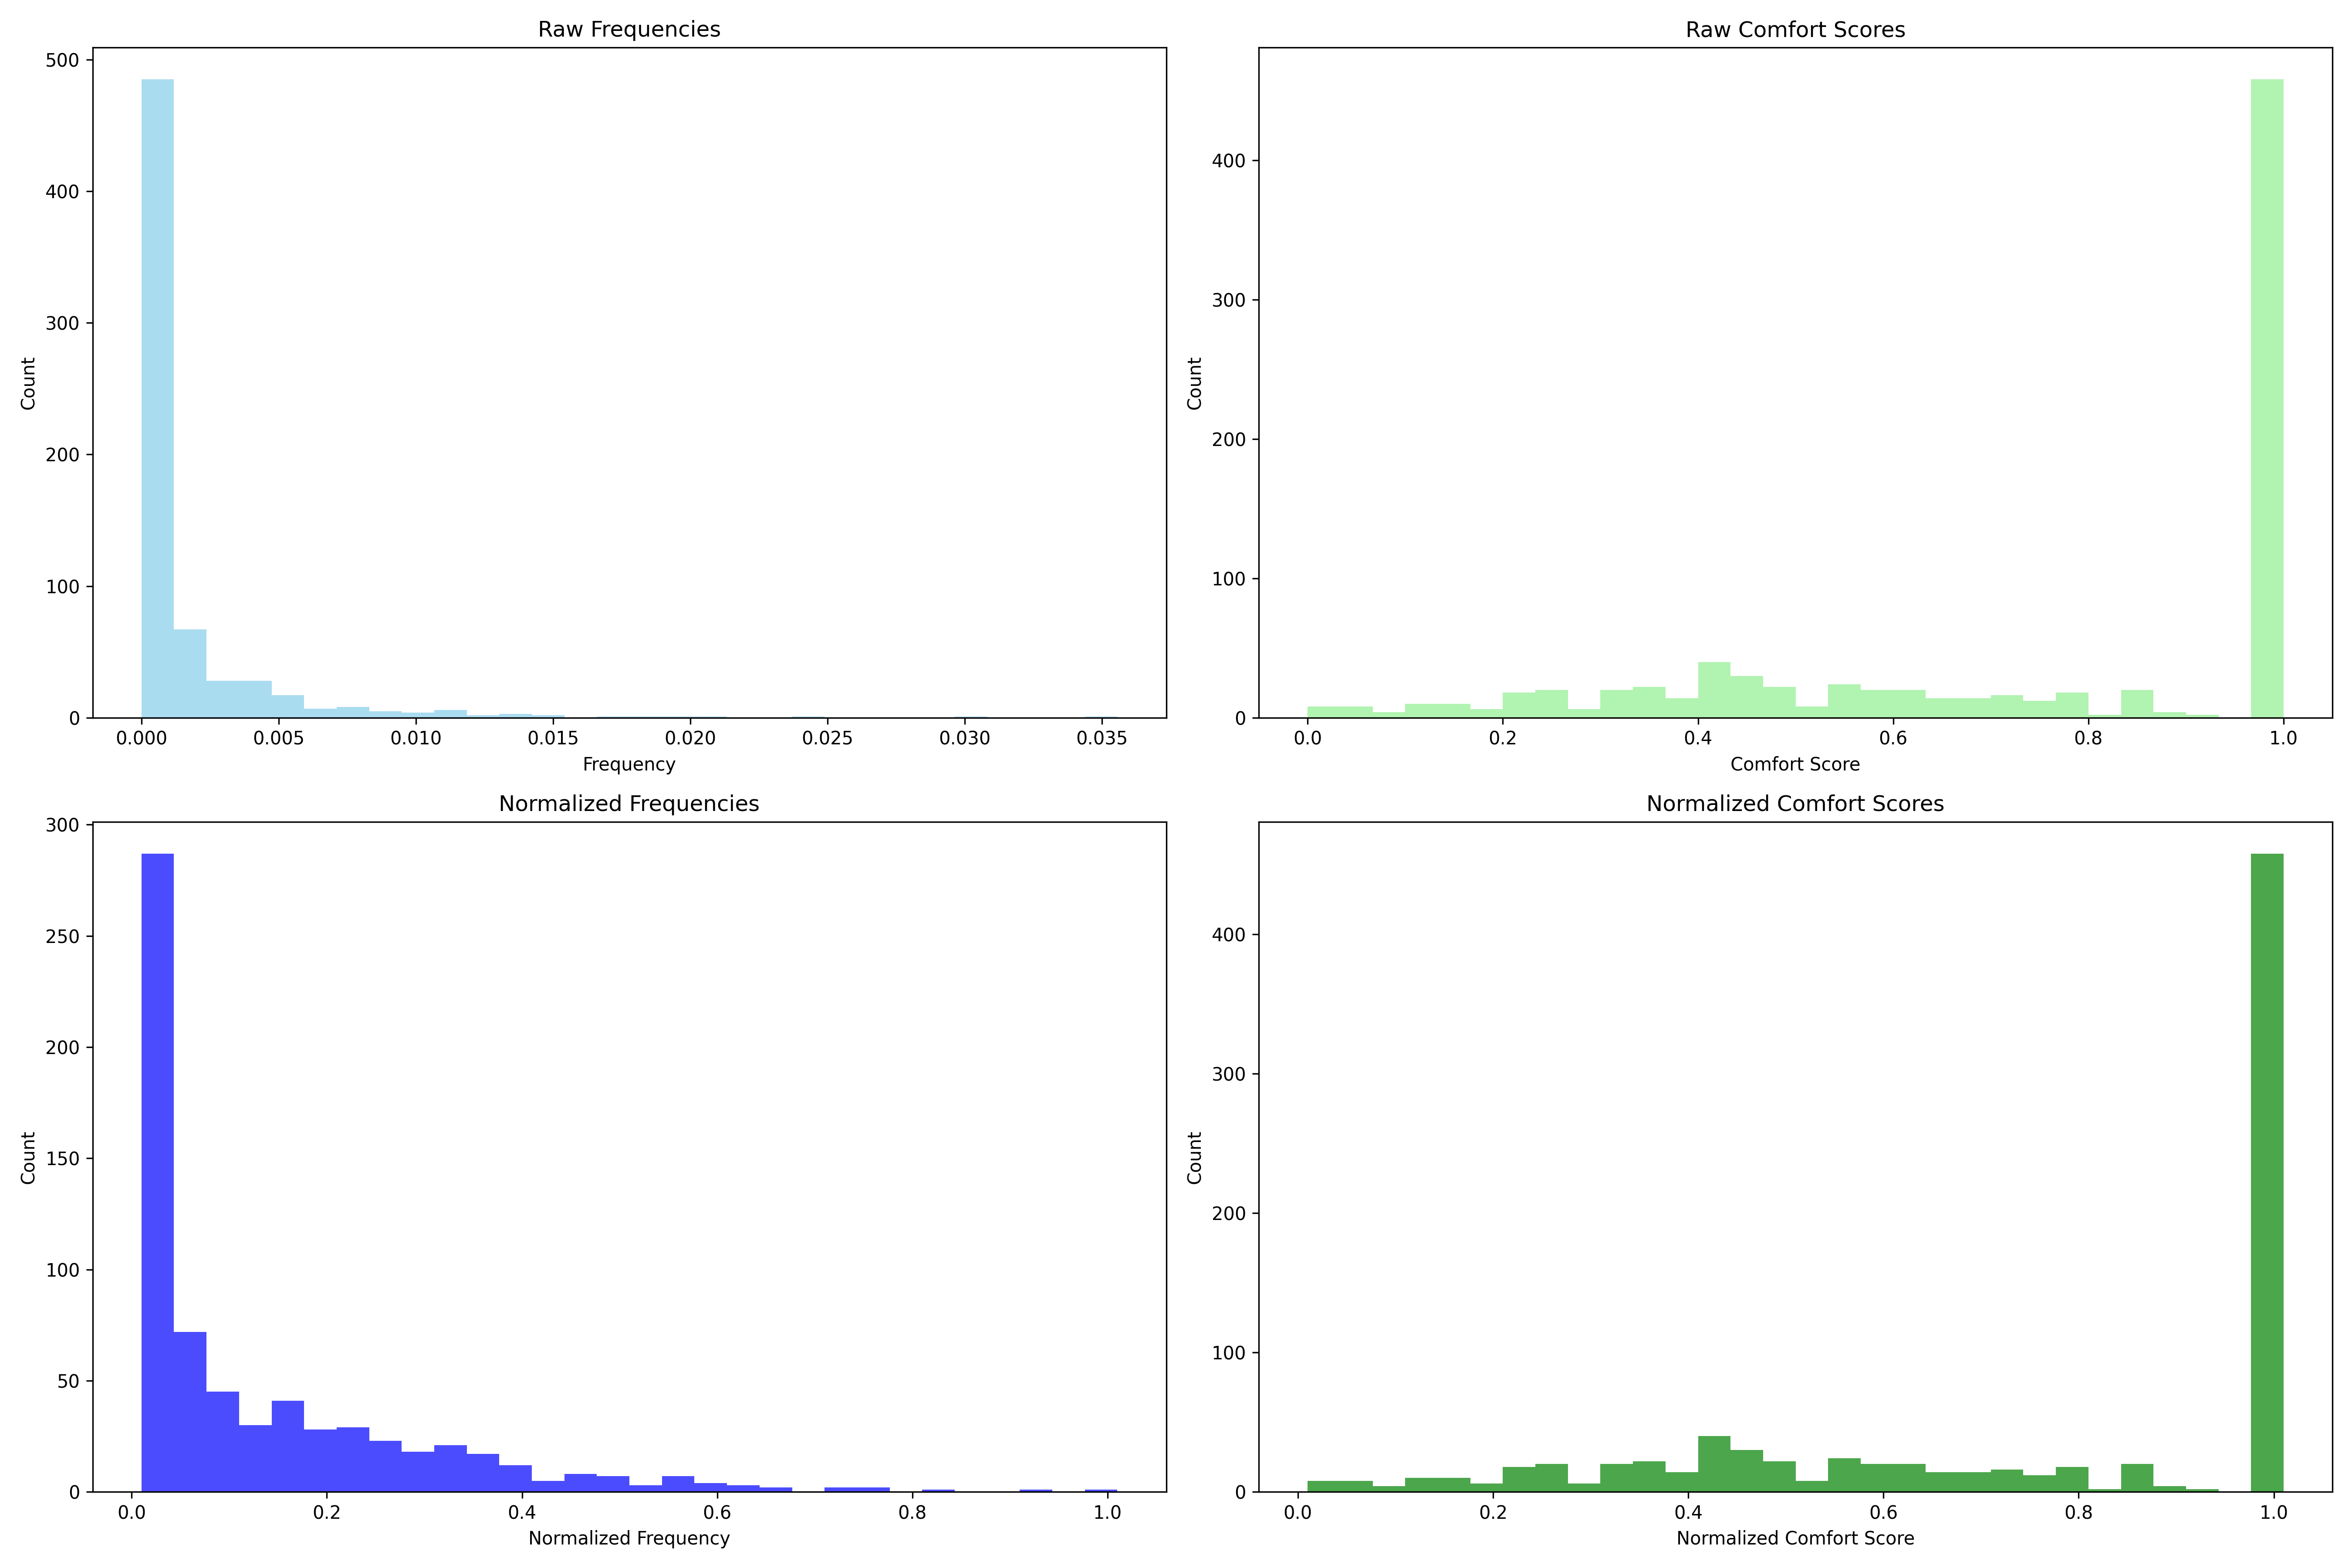 Raw Frequencies
500
400
300
200
100
0
Count
0.000 0.005 0.010 0.015 0.020 0.025 0.030 0.035
Frequency
Raw Comfort Scores
400
300
200
100
0
Count
0.0 0.2 0.4 0.6 0.8 1.0
Comfort Score
Normalized Frequencies
300
250
200
150
100
50
0
Count
0.0 0.2 0.4 0.6 0.8 1.0
Normalized Frequency
Normalized Comfort Scores
400
300
200
100
0
Count
0.0 0.2 0.4 0.6 0.8 1.0
Normalized Comfort Score